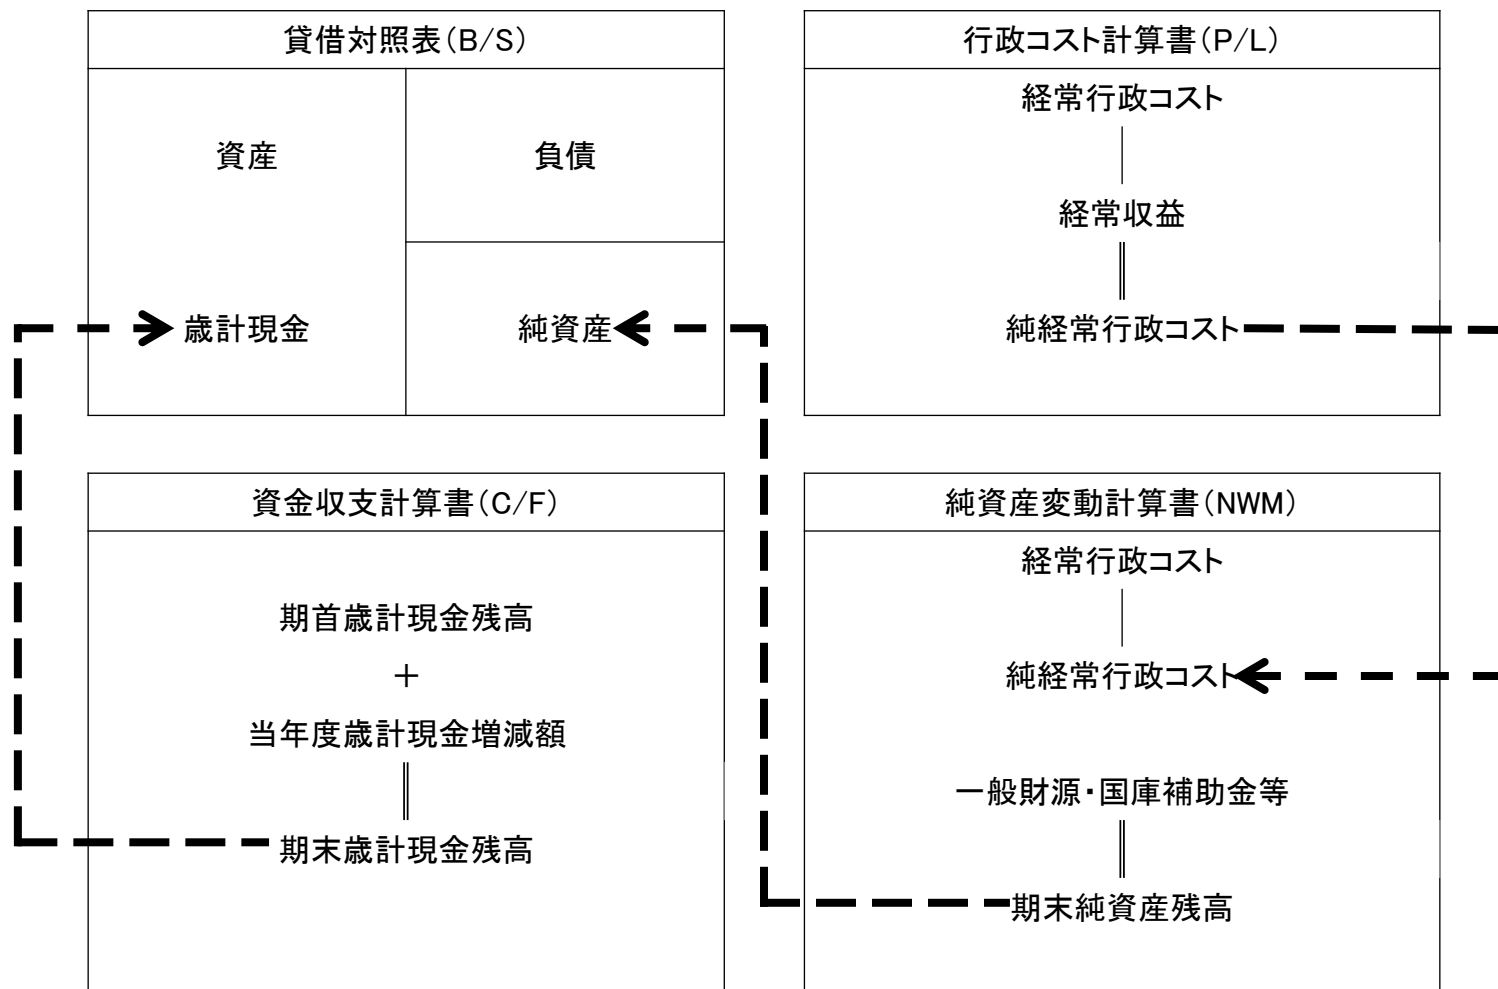 貸借対照表(B/S)
資産
負債
歳計現金
純資産
行政コスト計算書(P/L)
経常行政コスト
経常収益
純経常行政コスト
資金収支計算書(C/F)
期首歳計現金残高
+
当年度歳計現金増減額
期末歳計現金残高
純資産変動計算書(NWM)
経常行政コスト
純経常行政コスト
一般財源・国庫補助金等
期末純資産残高